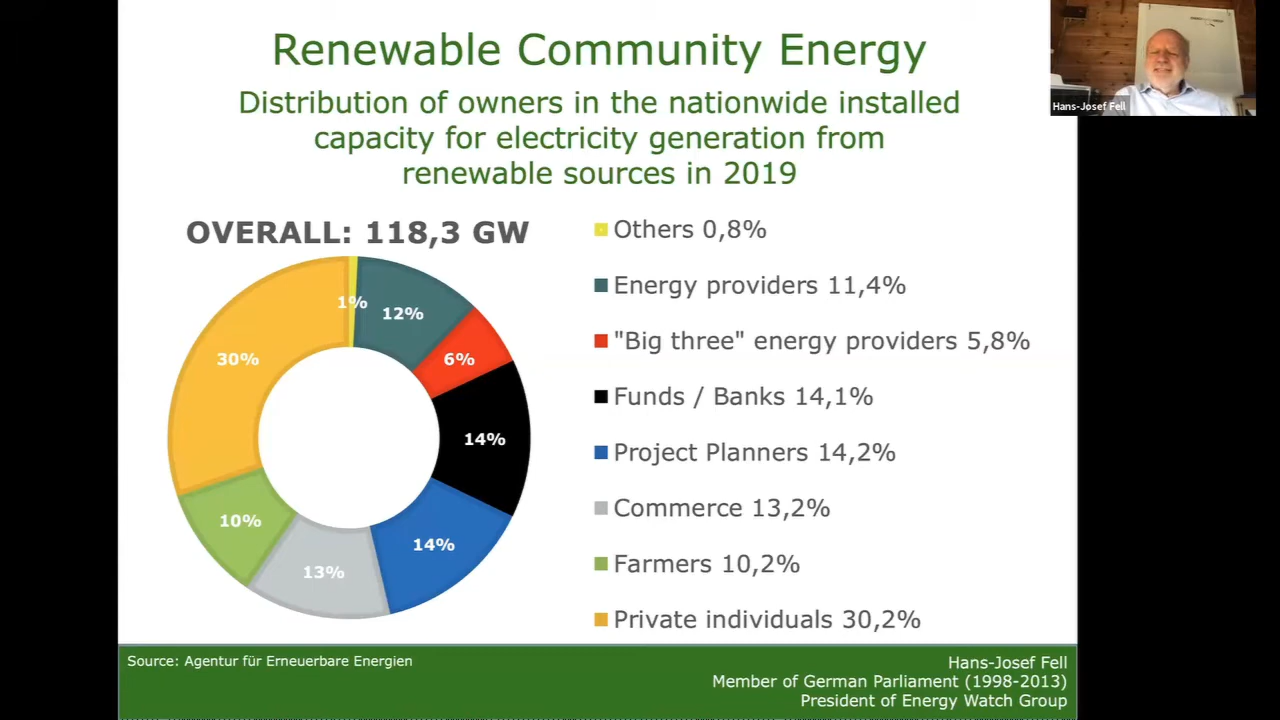 Renewable Community Energy
Distribution of owners in the nationwide installed
capacity for electricity generation from
renewable sources in 2019
OVERALL: 118,3 GW
1%
12%
6%
14%
14%
13%
10%
30%
Others 0,8%
Energy providers 11,4%
"Big three" energy providers 5,8%
Funds / Banks 14,1%
Project Planners 14,2%
Commerce 13,2%
Farmers 10,2%
Private individuals 30,2%
Source: Agentur für Erneuerbare Energien
Hans-Josef Fell
Member of German Parliament (1998-2013)
President of Energy Watch Group
Hans-Josef Fell